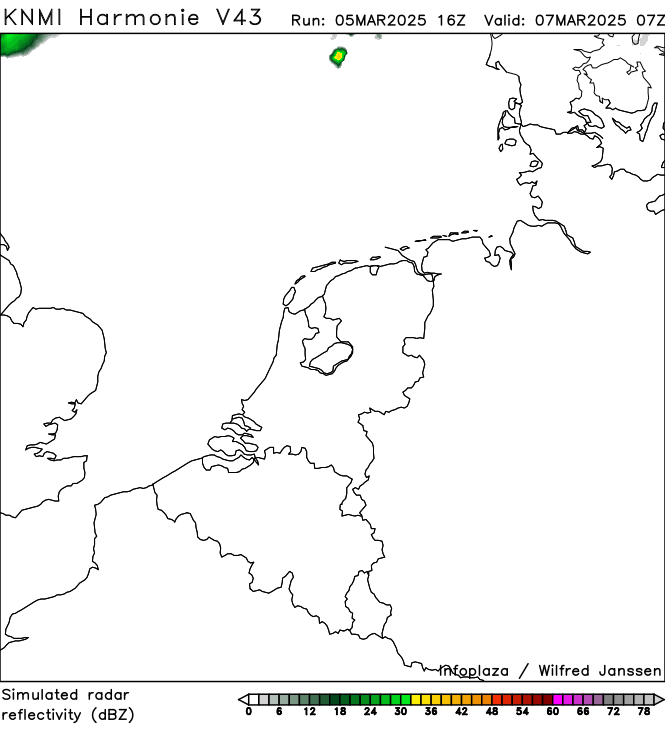 KNMI Harmonie V43 Run: 05MAR2025 16Z Valid: 07MAR2025 07Z
infoplaza / Wilfred Janssen
Simulated radar
reflectivity (dBZ)
0 6 12 18 24 30 36 42 48 54 60 66 72 78